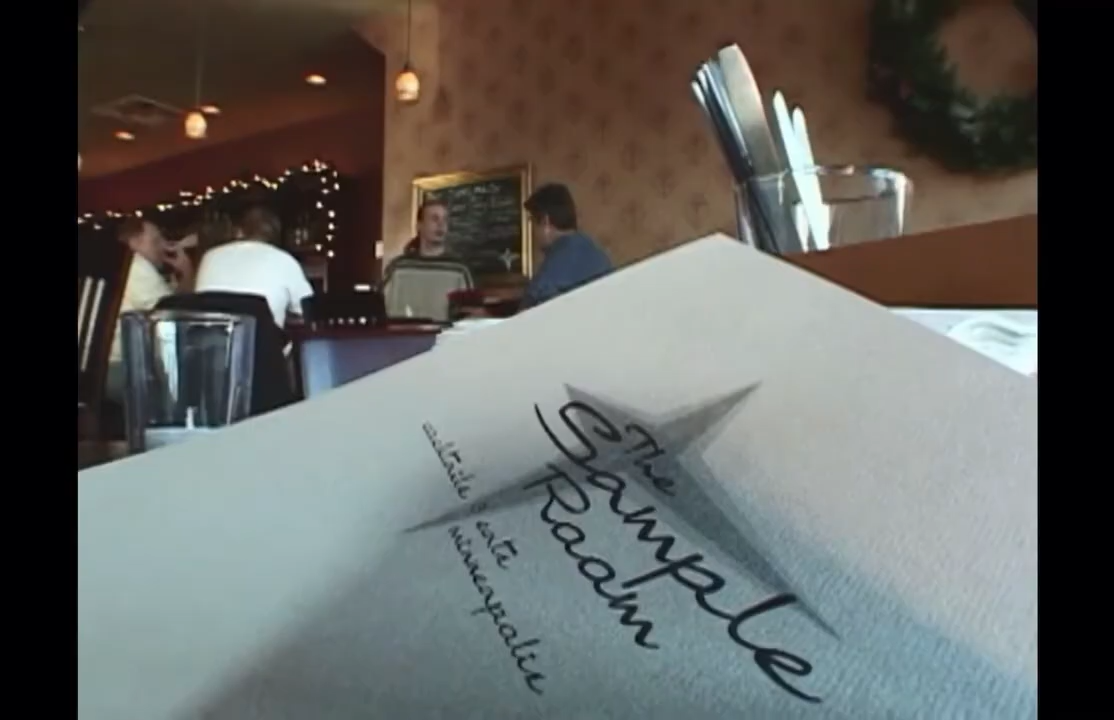 The
Sample
Room
cocktails & eats
minneapolis